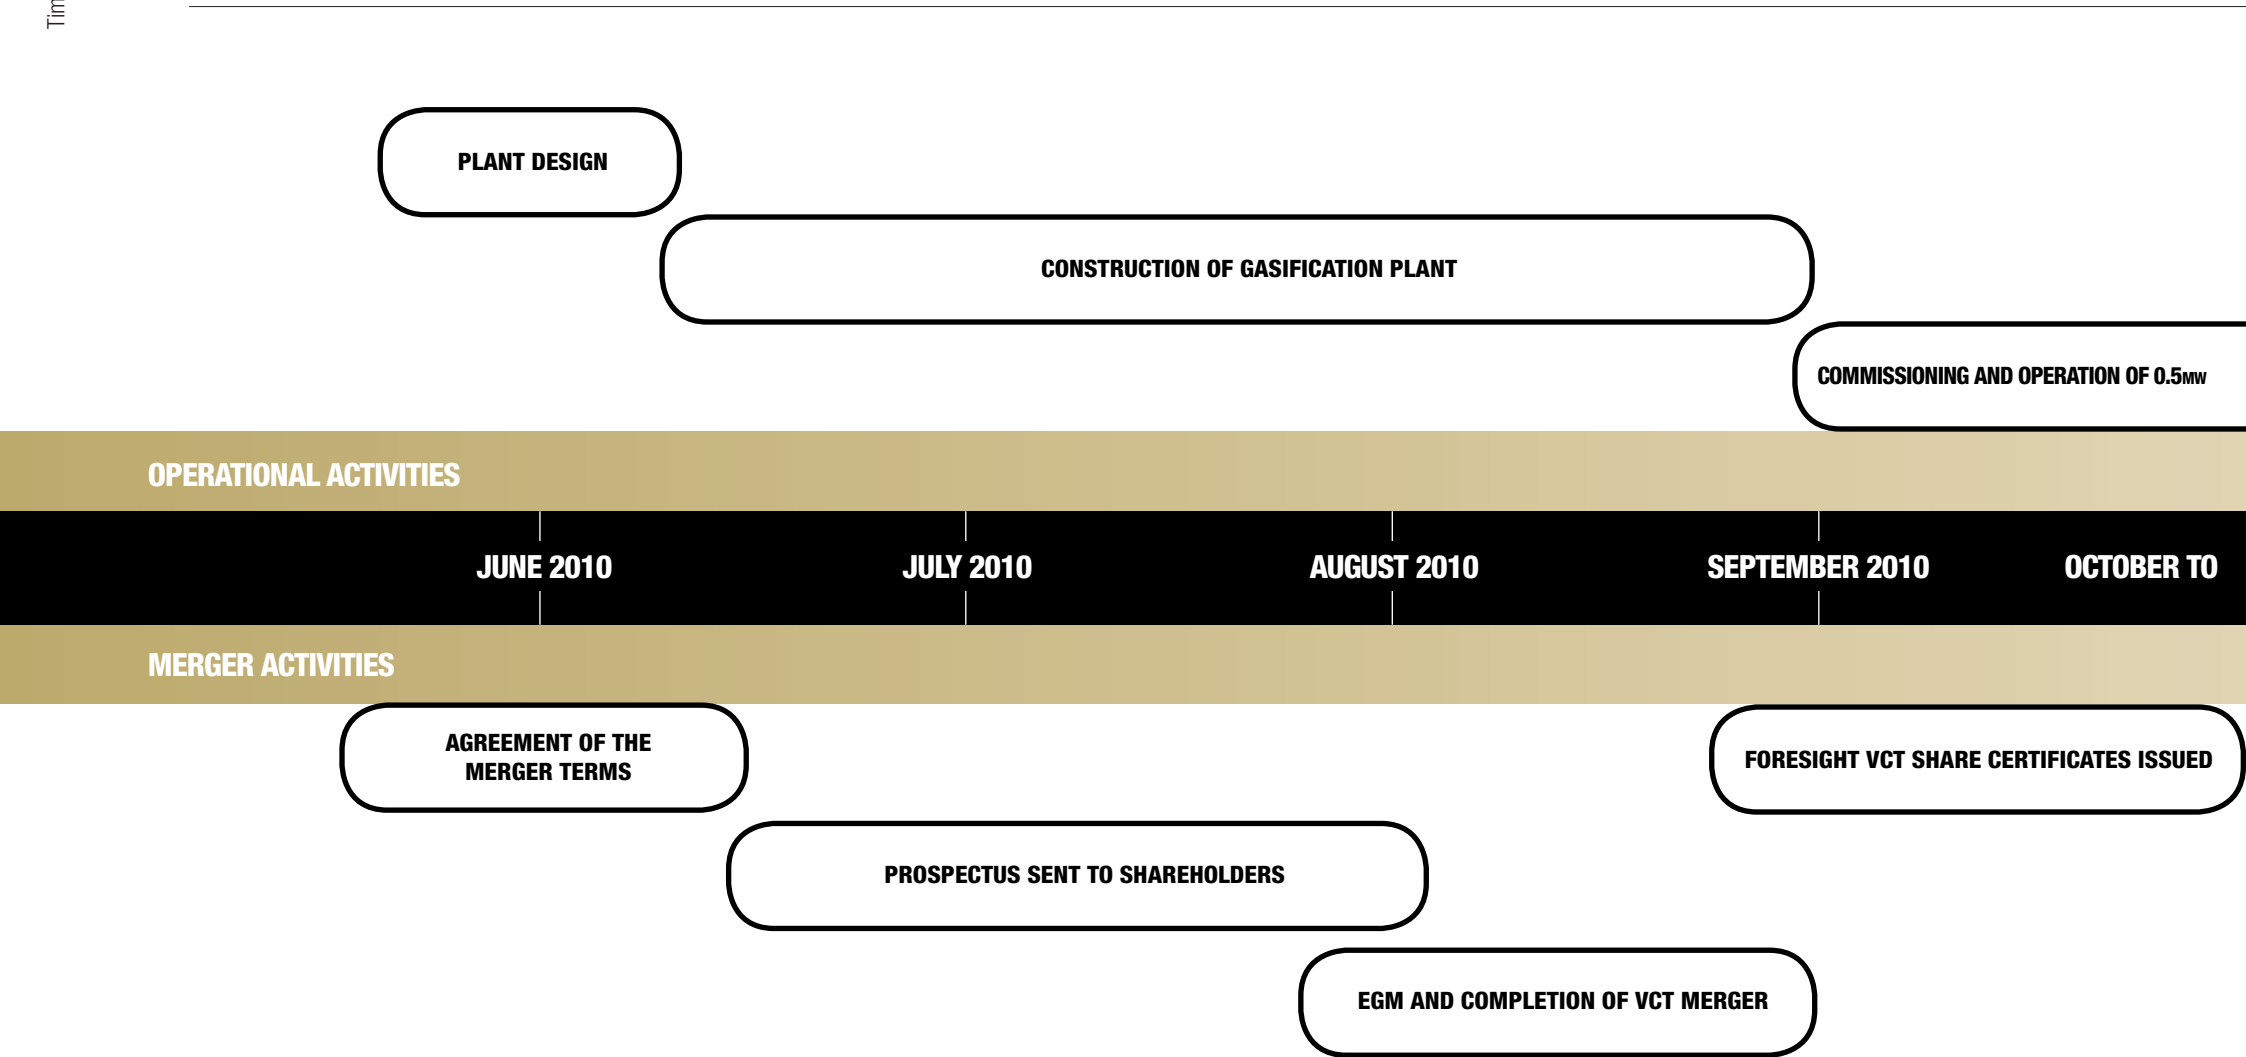 Tim
PLANT DESIGN
CONSTRUCTION OF GASIFICATION PLANT
COMMISSIONING AND OPERATION OF 0.5MW
OPERATIONAL ACTIVITIES
JUNE 2010 JULY 2010 AUGUST 2010 SEPTEMBER 2010 OCTOBER TO
MERGER ACTIVITIES
AGREEMENT OF THE
MERGER TERMS
FORESIGHT VCT SHARE CERTIFICATES ISSUED
PROSPECTUS SENT TO SHAREHOLDERS
EGM AND COMPLETION OF VCT MERGER